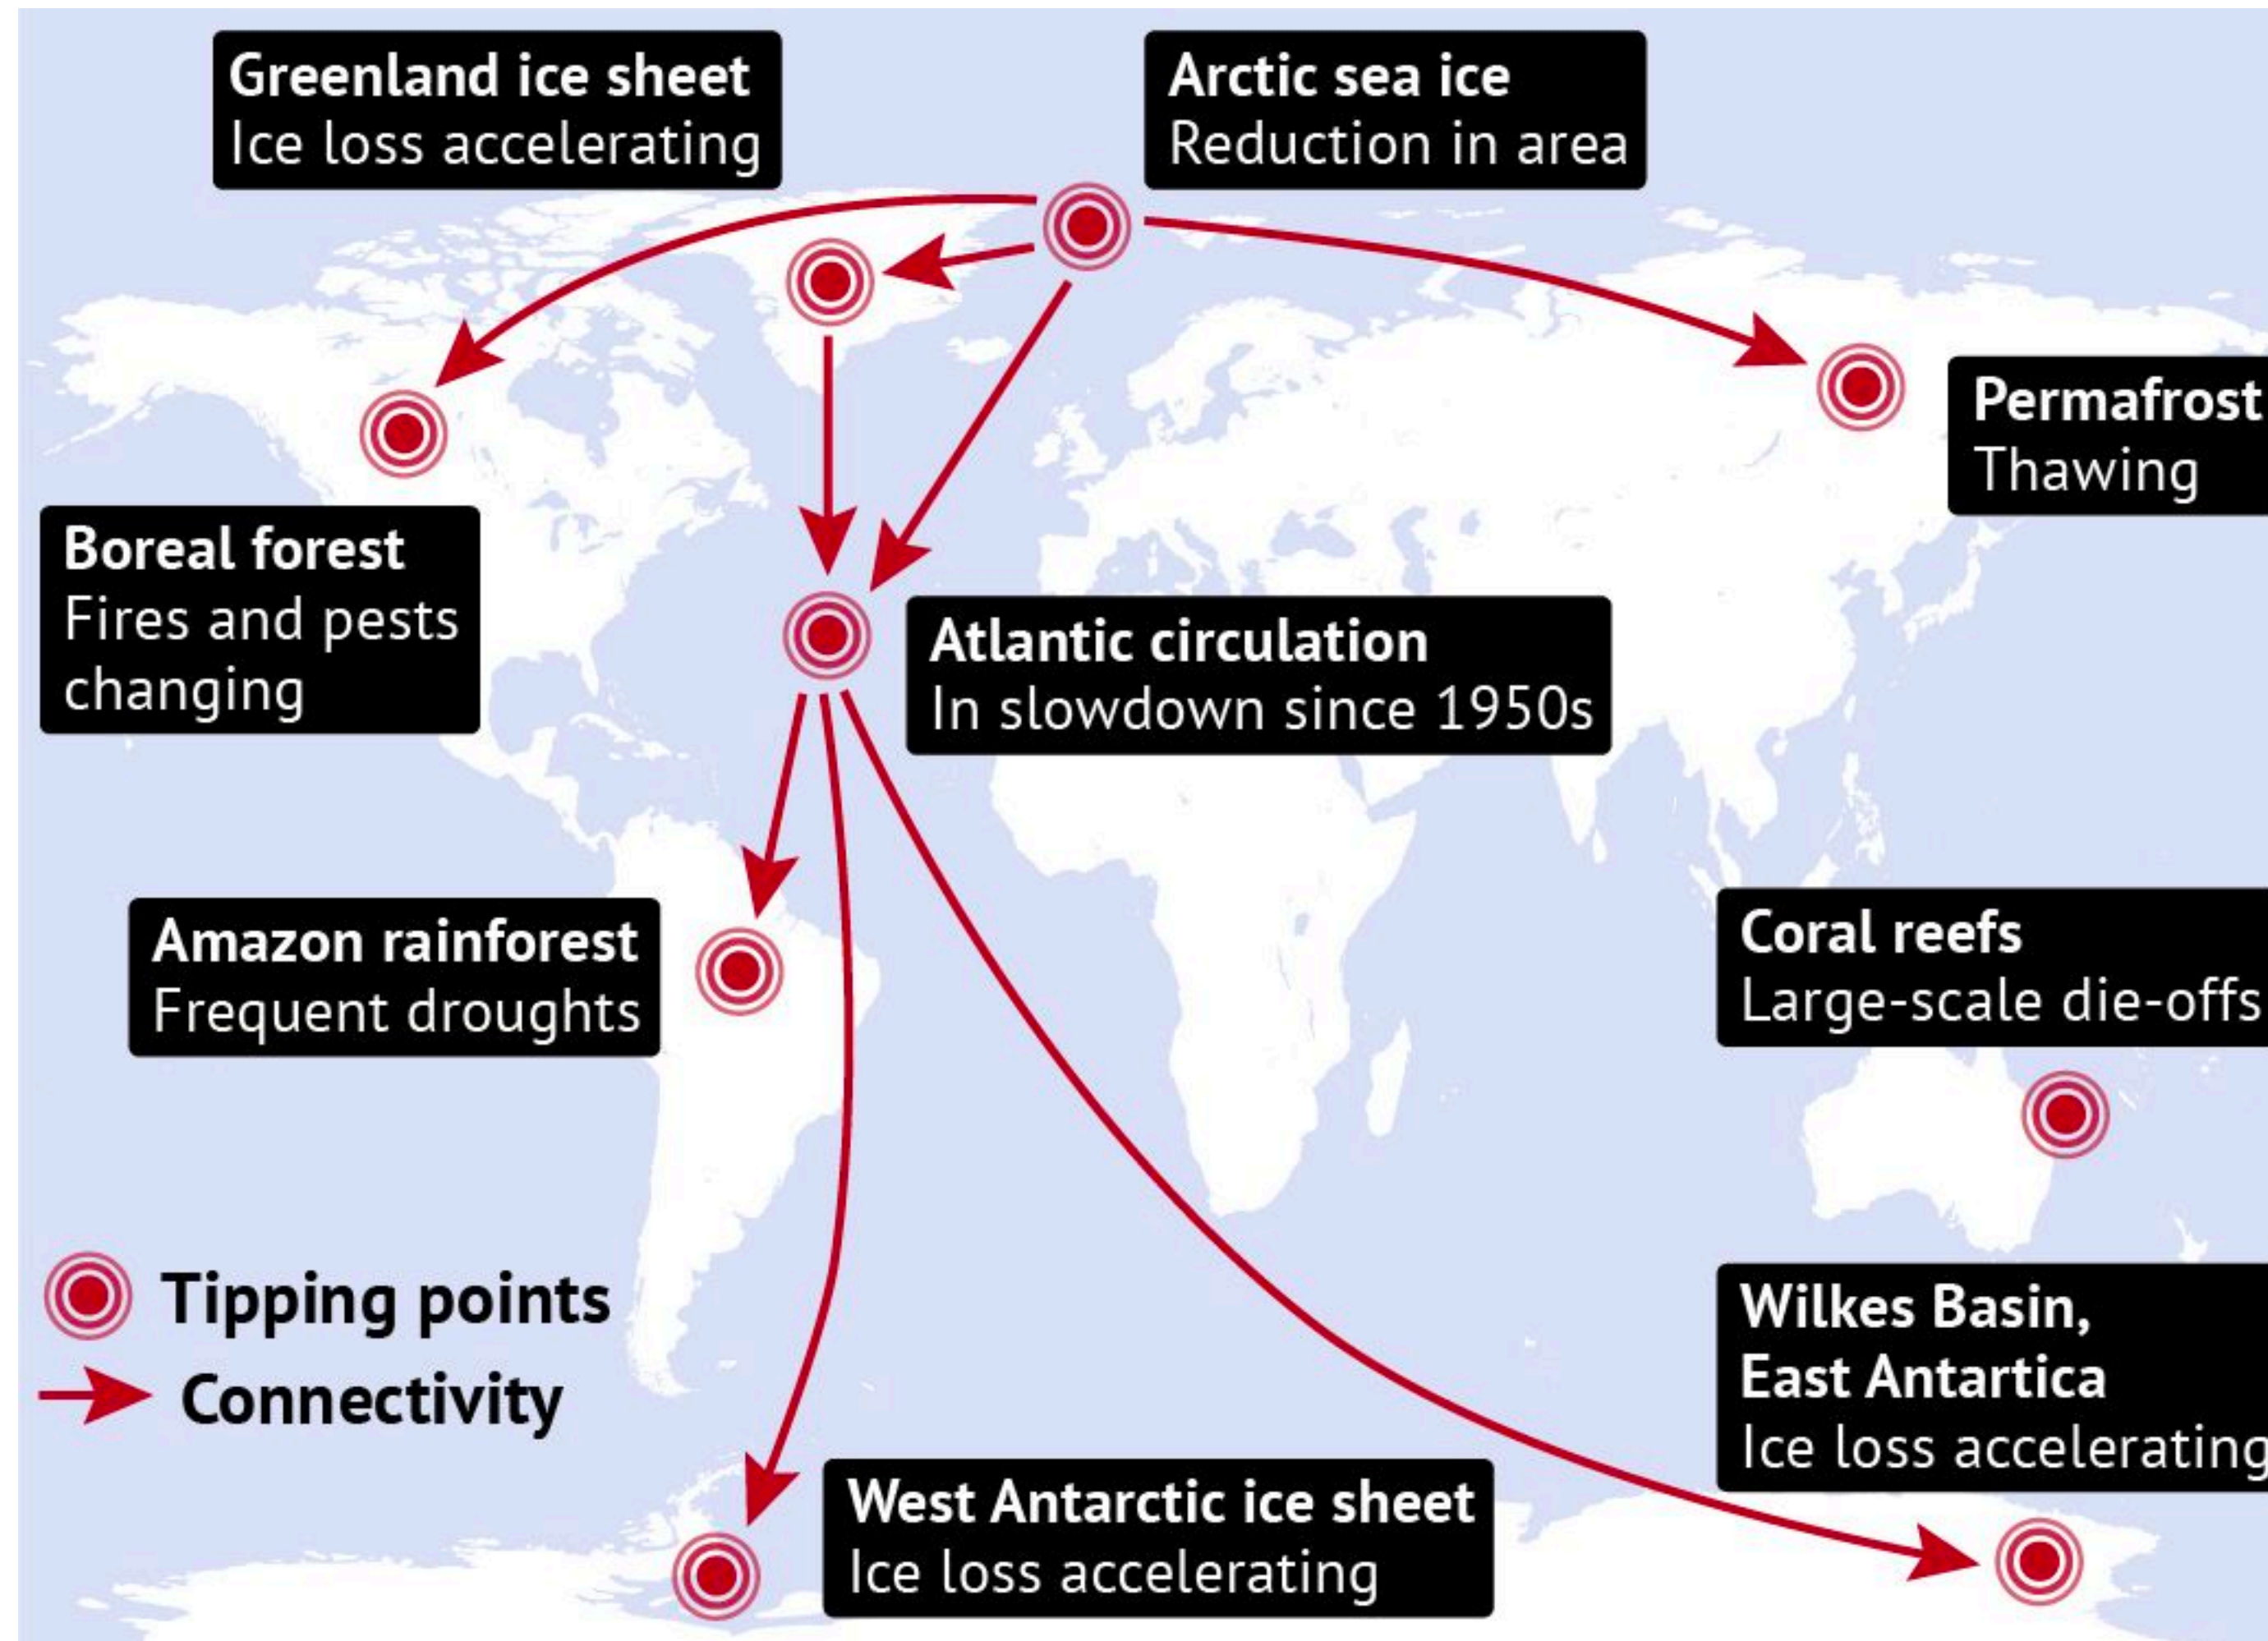 Greenland ice sheet
Ice loss accelerating
Arctic sea ice
Reduction in area
Permafrost
Thawing
Boreal forest
Fires and pests
changing
Atlantic circulation
In slowdown since 1950s
Amazon rainforest
Frequent droughts
Coral reefs
Large-scale die-offs
Tipping points
Connectivity
Wilkes Basin,
East Antartica
Ice loss accelerating
West Antarctic ice sheet
Ice loss accelerating